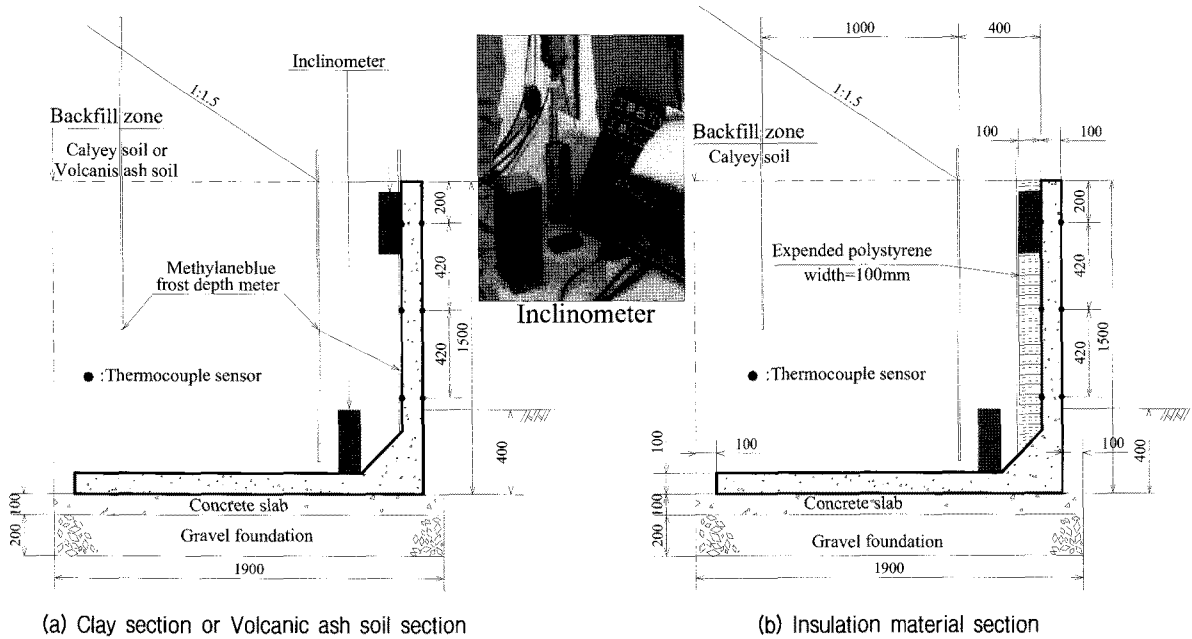 Inclinometer
1:1.5
Backfill zone
Calyey soil or
Volcanis ash soil
Methylaneblue
frost depth meter
:Thermocouple sensor
200
420
420
1500
400
Concrete slab
Gravel foundation
100
200
1900
(a) Clay section or Volcanic ash soil section
Inclinometer
1000
400
1:1.5
100
100
Backfill zone
Calyey soil
Expended polystyrene
width=100mm
:Thermocouple sensor
200
420
420
1500
100
100
100
400
Concrete slab
Gravel foundation
100
200
1900
(b) Insulation material section